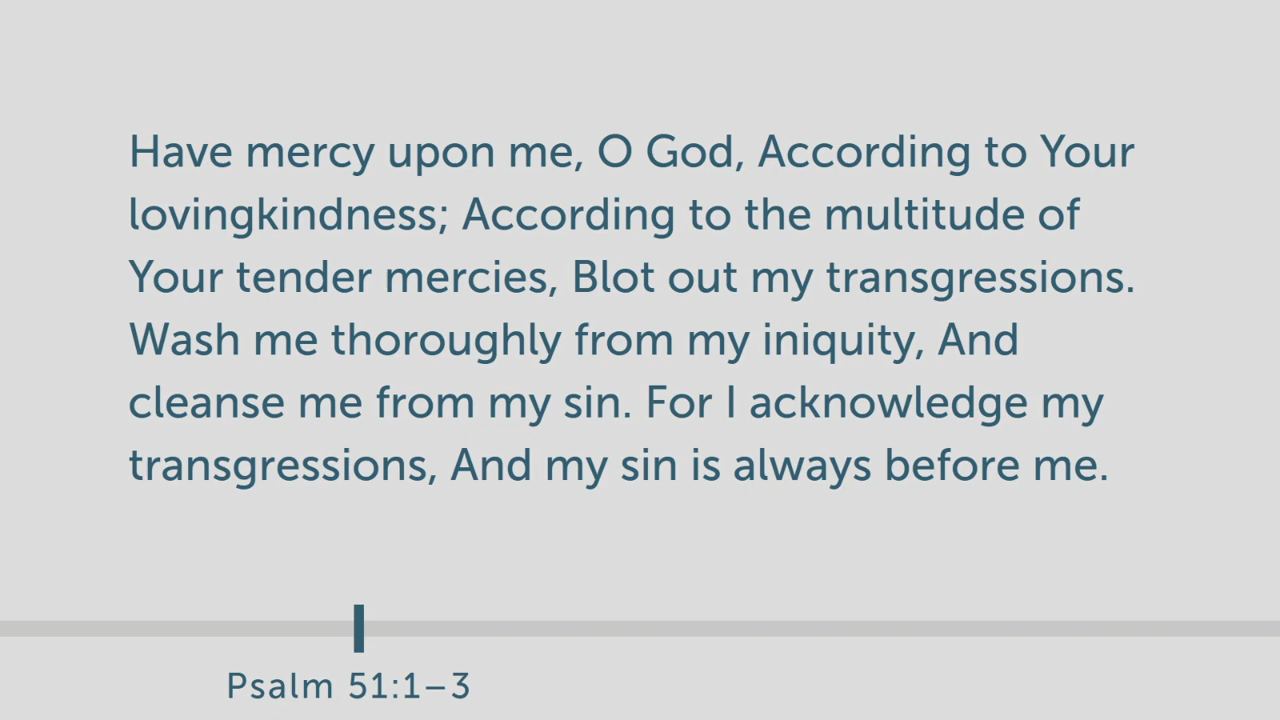 Have mercy upon me, O God, According to Your
lovingkindness; According to the multitude of
Your tender mercies, Blot out my transgressions.
Wash me thoroughly from my iniquity, And
cleanse me from my sin. For I acknowledge my
transgressions, And my sin is always before me.
Psalm 51:1–3